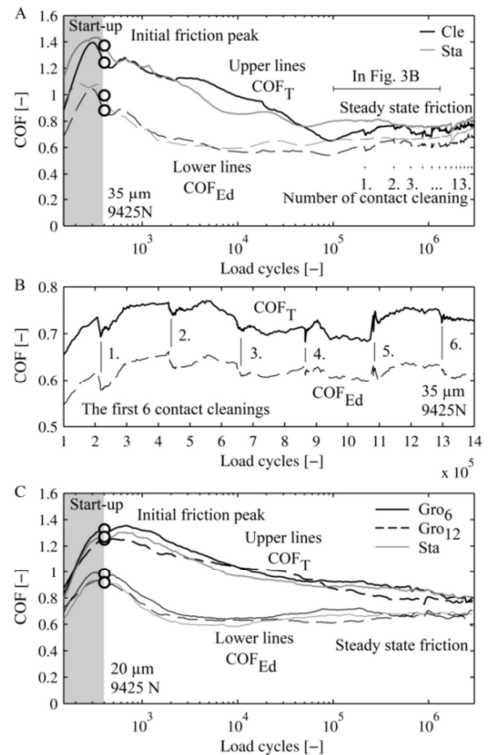 A
1.6
1.4
1.2
1.0
0.8
0.6
0.4
0.2
0
COF [-]
Start-up
Initial friction peak
Cle
Sta
Upper lines
COF_T
In Fig. 3B
Steady state friction
Lower lines
COF_Ed
35 µm
9425N
1. 2. 3. ... 13.
Number of contact cleaning
10^3 10^4 10^5 10^6
Load cycles [-]
B
0.8
0.7
0.6
0.5
COF [-]
COF_T
1. 2. 3. 4. 5. 6.
COF_Ed
The first 6 contact cleanings
35 µm
9425N
1 2 3 4 5 6 7 8 9 10 11 12 13 14
Load cycles [-]
x 10^5
C
1.6
1.4
1.2
1.0
0.8
0.6
0.4
0.2
0
COF [-]
Start-up
Initial friction peak
Gro_6
Gro_12
Sta
Upper lines
COF_T
Lower lines
COF_Ed
Steady state friction
20 µm
9425 N
10^3 10^4 10^5 10^6
Load cycles [-]